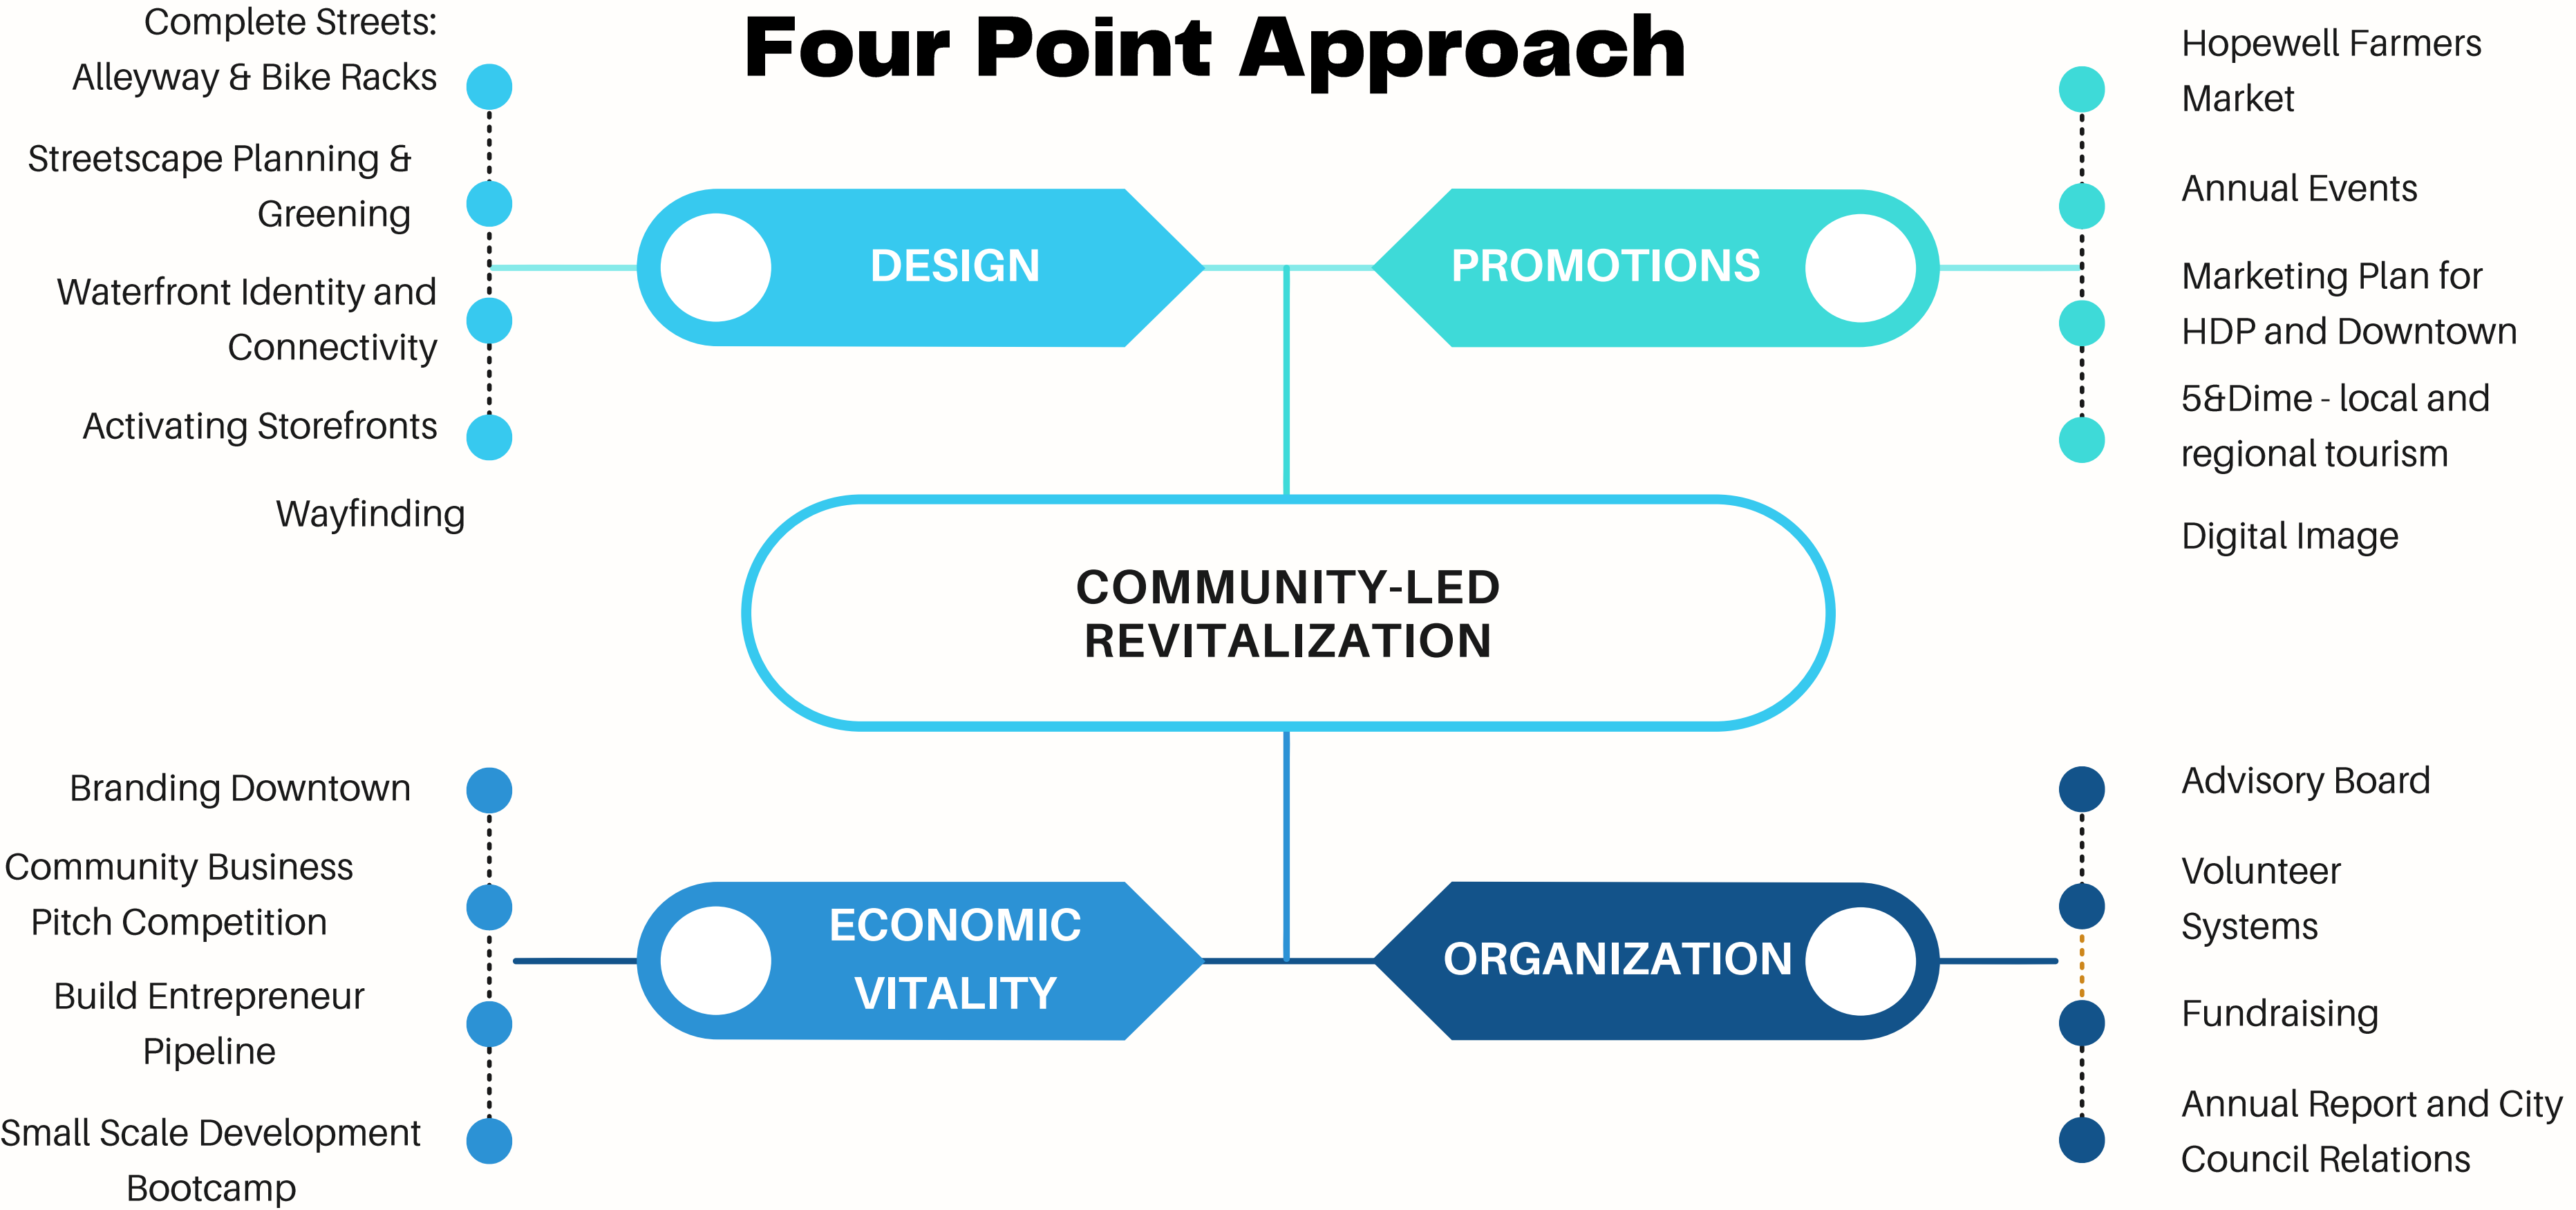 Four Point Approach
Complete Streets:
Alleyway & Bike Racks
Streetscape Planning &
Greening
Waterfront Identity and
Connectivity
Activating Storefronts
Wayfinding
DESIGN
PROMOTIONS
Hopewell Farmers
Market
Annual Events
Marketing Plan for
HDP and Downtown
5&Dime - local and
regional tourism
Digital Image
COMMUNITY-LED
REVITALIZATION
Branding Downtown
Community Business
Pitch Competition
Build Entrepreneur
Pipeline
Small Scale Development
Bootcamp
ECONOMIC
VITALITY
ORGANIZATION
Advisory Board
Volunteer
Systems
Fundraising
Annual Report and City
Council Relations